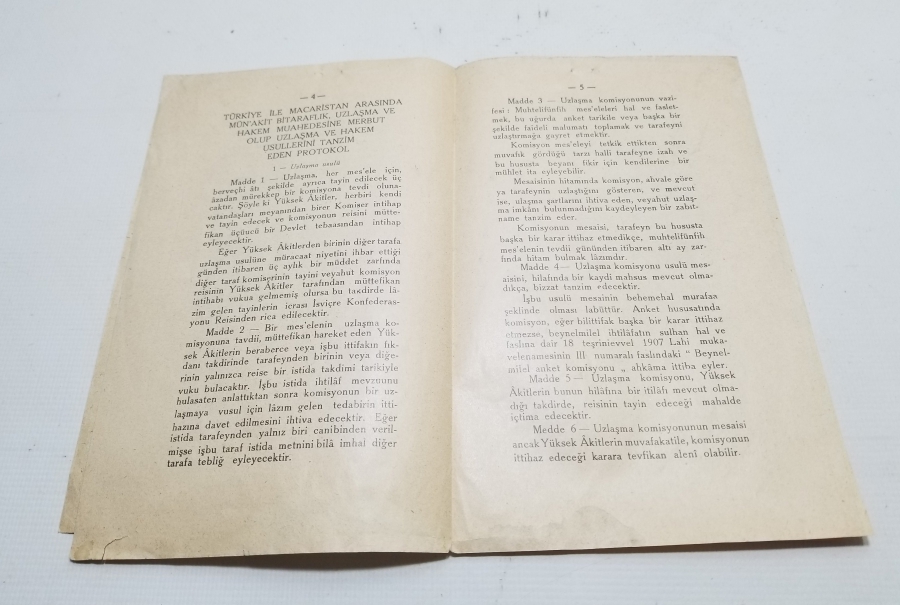 — 4 —
TÜRKİYE İLE MACARİSTAN ARASINDA
MÜN'AKİT BİTARAFLIK, UZLAŞMA VE
HAKEM MUAHEDESİNE MERBUT
OLUP UZLAŞMA VE HAKEM
USULLERİNİ TANZİM
EDEN PROTOKOL
1 — Uzlaşma usulü
Madde 1 — Uzlaşma, her mes'ele için,
berveçhi âti şekilde ayrıca tayin edilecek üç
azadan mürekkep bir komisyona tevdi oluna-
caktır. Şöyle ki Yüksek Âkitler, herbiri kendi
vatandaşları meyanından birer Komiser intihap
ve tayin edecek ve komisyonun reisini mütte-
fikan üçüncü bir Devlet tebaasından intihap
eyleyecektir.
Eğer Yüksek Âkitlerden birinin diğer tarafa
uzlaşma usulüne müracaat niyetini ihbar ettiği
günden itibaren üç aylık bir müddet zarfında
diğer taraf komiserinin tayini veyahut komisyon
reisinin Yüksek Âkitler tarafından müttefikan
intihabı vukua gelmemiş olursa bu takdirde lâ-
zim gelen tayinlerin icrası İsviçre Konfederas-
yonu Reisinden rica edilecektir.
Madde 2 — Bir mes'elenin uzlaşma ko-
misyonuna tavdii, müttefikan hareket eden Yük-
sek Âkitlerin beraberce veya işbu ittifakın fık-
danı takdirinde tarafeynden birinin veya diğe-
rinin yalınızca reise bir istida takdimi tarikiyle
vuku bulacaktır. İşbu istida ihtilâf mevzuunu
hulasaten anlattıktan sonra komisyonun bir uz-
laşmaya vusul için lâzım gelen tedabirin itti-
hazına davet edilmesini ihtiva edecektir. Eğer
istida tarafeynden yalnız biri canibinden veril-
mişse işbu taraf istida metnini bilâ imhal diğer
tarafa tebliğ eyleyecektir.
— 5 —
Madde 3 — Uzlaşma komisyonunun vazi-
fesi : Muhtelifünfih mes'eleleri hal ve faslet-
mek, bu uğurda anket tarikile veya başka bir
şekilde faideli malumatı toplamak ve tarafeyni
uzlaştırmağa gayret etmektir.
Komisyon mes'eleyi tetkik ettikten sonra
muvafık gördüğü tarzı halli tarafeyne izah ve
bu hususta beyanı fikir için kendilerine bir
mühlet ita eyleyebilir.
Mesaisinin hitamında komisyon, ahvale göre
ya tarafeynin uzlaştığını gösteren, ve mevcut
ise, ulaşma şartlarını ihtiva eden, veyahut uzlaş-
ma imkânı bulunmadığını kaydeyleyen bir zabıt-
name tanzim eder.
Komisyonun mesaisi, tarafeyn bu hususta
başka bir karar ittihaz etmedikçe, muhtelifünfih
mes'elenin tevdii gününden itibaren altı ay zar-
fında hitam bulmak lâzımdır.
Madde 4— Uzlaşma komisyonu usulü mes-
aisini, hilafında bir kaydi mahsus mevcut olma-
dıkça, bizzat tanzim edecektir.
İşbu usulü mesainin behemehal murafaa
şeklinde olması labüttür. Anket hususatında
komisyon, eğer bilittifak başka bir karar ittihaz
etmezse, beynelmilel ihtilâfatın sulhan hal ve
faslına dair 18 teşrinievvel 1907 Lahi muka-
velenamesinin III numaralı faslındaki “ Beynel-
milel anket komisyonu „ ahkâma ittiba eyler.
Madde 5 — Uzlaşma komisyonu, Yüksek
Âkitlerin bunun hilâfına bir itilâfı mevcut olma-
dığı takdirde, reisinin tayin edeceği mahalde
içtima edecektir.
Medde 6 — Uzlaşma komisyonunun mesaisi
ancak Yüksek Âkitlerin muvafakatile, komisyonun
ittihaz edeceği karara tevfikan alenî olabilir.